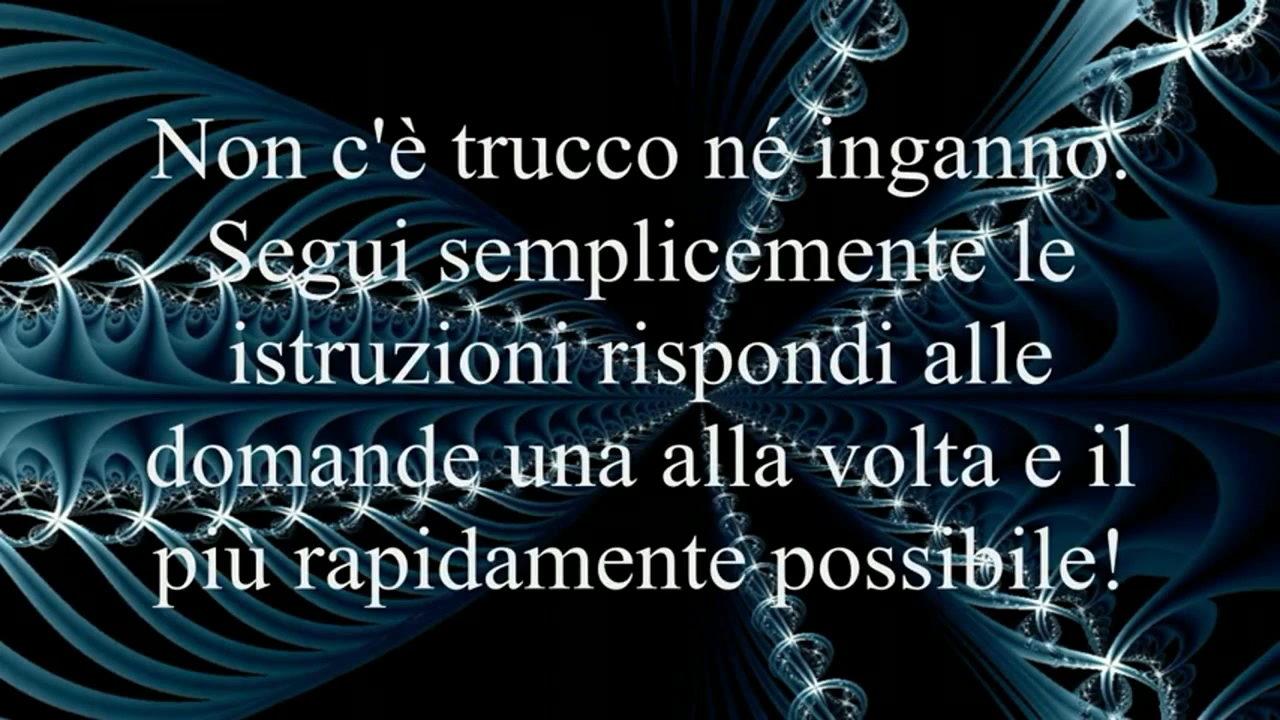 Non c'è trucco né inganno.
Segui semplicemente le
istruzioni rispondi alle
domande una alla volta e il
più rapidamente possibile!